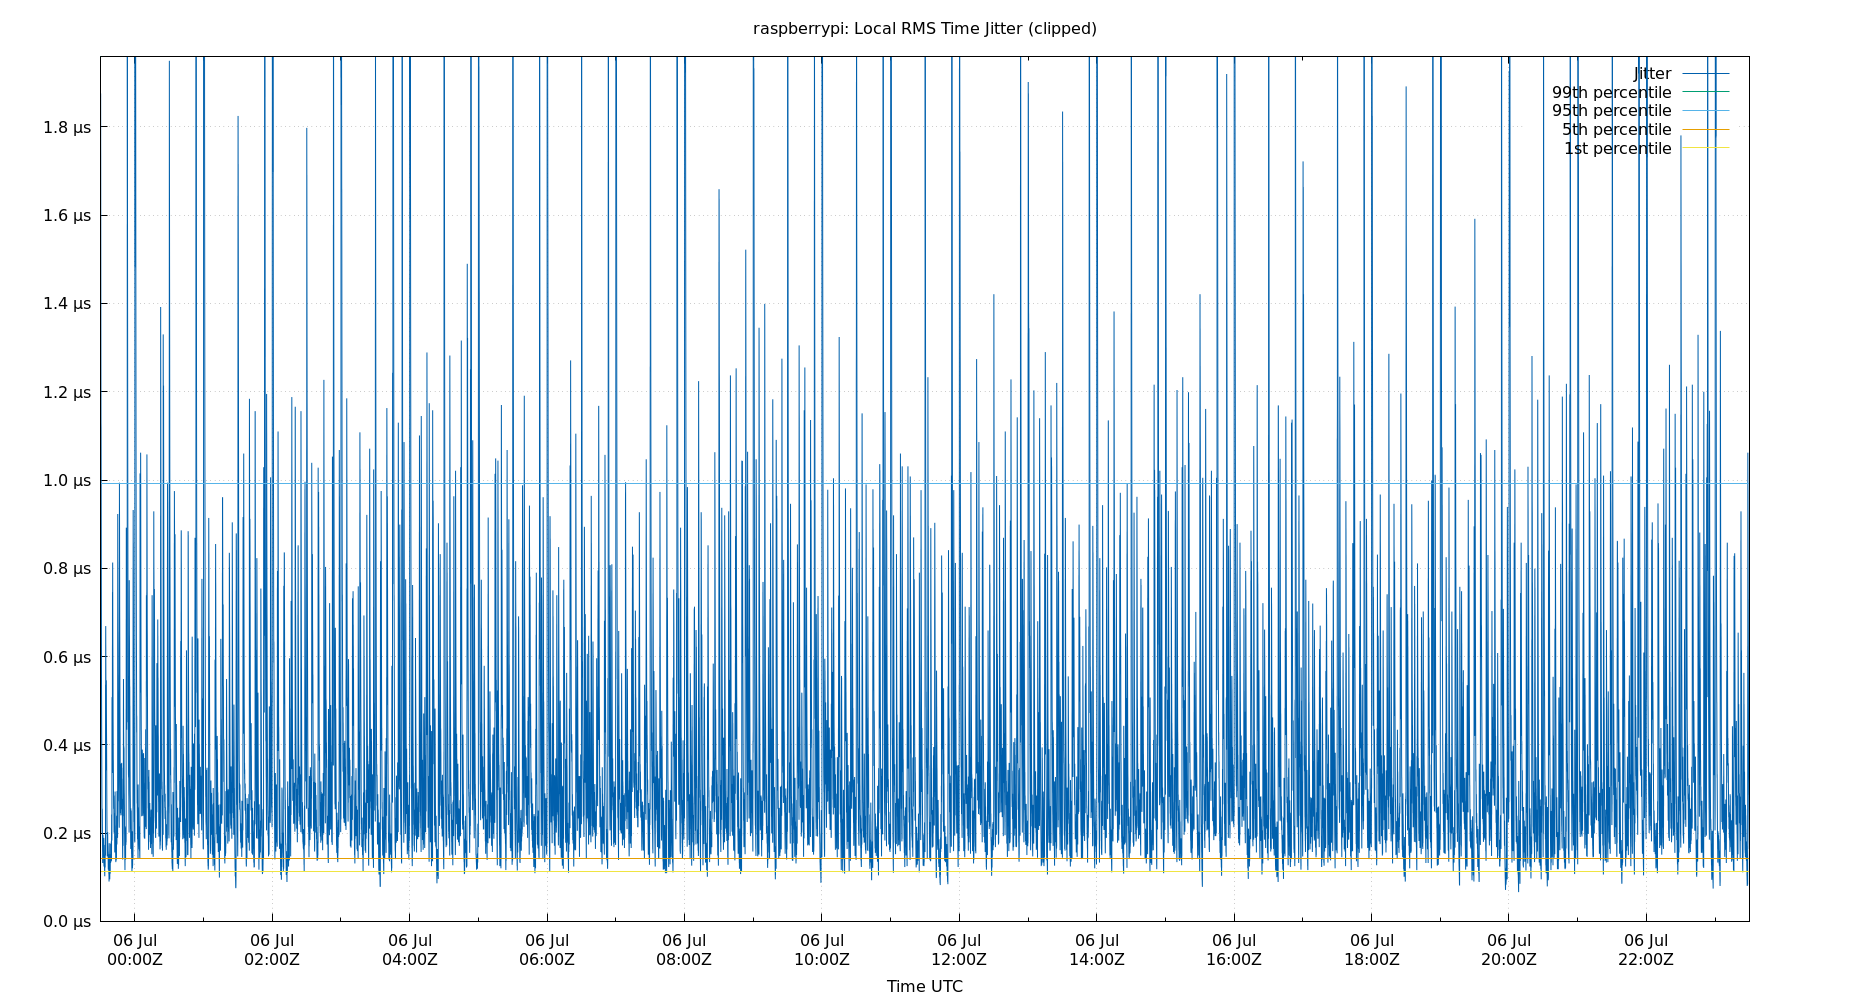 raspberrypi: Local RMS Time Jitter (clipped)
Jitter
99th percentile
95th percentile
5th percentile
1st percentile
1.8 µs
1.6 µs
1.4 µs
1.2 µs
1.0 µs
0.8 µs
0.6 µs
0.4 µs
0.2 µs
0.0 µs
06 Jul 06 Jul 06 Jul 06 Jul 06 Jul 06 Jul 06 Jul 06 Jul 06 Jul 06 Jul 06 Jul 06 Jul
00:00Z 02:00Z 04:00Z 06:00Z 08:00Z 10:00Z 12:00Z 14:00Z 16:00Z 18:00Z 20:00Z 22:00Z
Time UTC